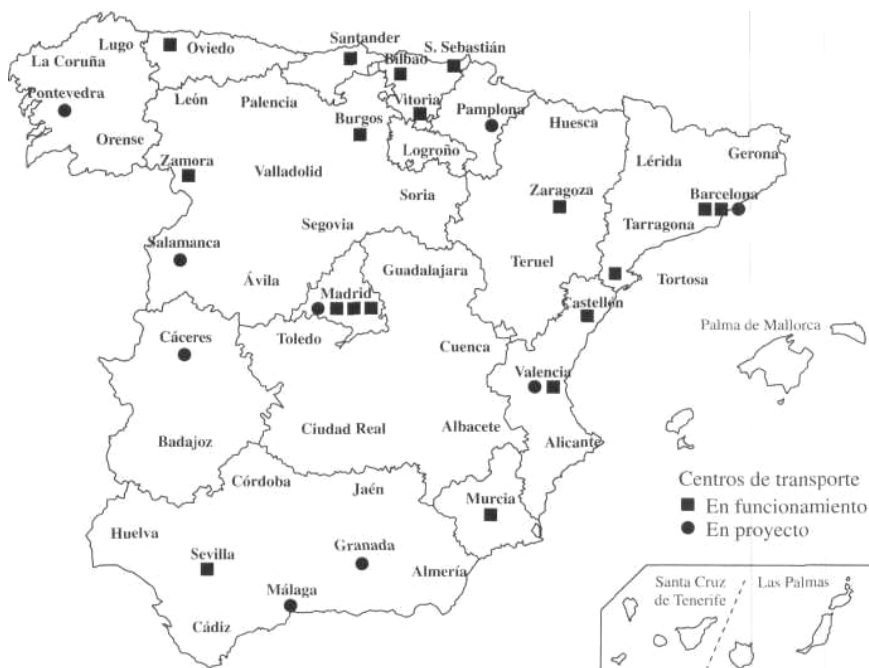 Santander
S. Sebastián
Lugo
Oviedo
Bilbao
La Coruña
Pontevedra
León
Palencia
Vitoria
Pamplona
Burgos
Huesca
Orense
Logroño
Lérida
Gerona
Zamora
Valladolid
Soria
Zaragoza
Barcelona
Segovia
Tarragona
Salamanca
Ávila
Guadalajara
Teruel
Tortosa
Madrid
Castellón
Palma de Mallorca
Cáceres
Toledo
Cuenca
Valencia
Badajoz
Ciudad Real
Albacete
Alicante
Centros de transporte
En funcionamiento
En proyecto
Córdoba
Jaén
Murcia
Huelva
Sevilla
Granada
Almería
Málaga
Cádiz
Santa Cruz
de Tenerife
Las Palmas